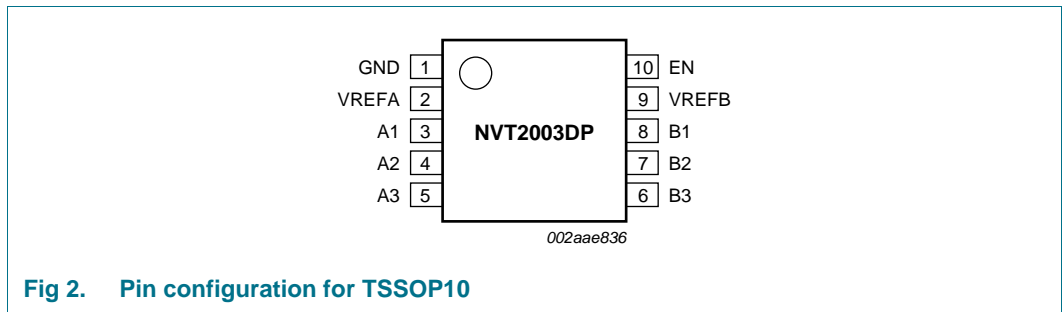 GND 1 10 EN
VREFA 2 9 VREFB
A1 3 NVT2003DP 8 B1
A2 4 7 B2
A3 5 6 B3
002aae836
Fig 2. Pin configuration for TSSOP10